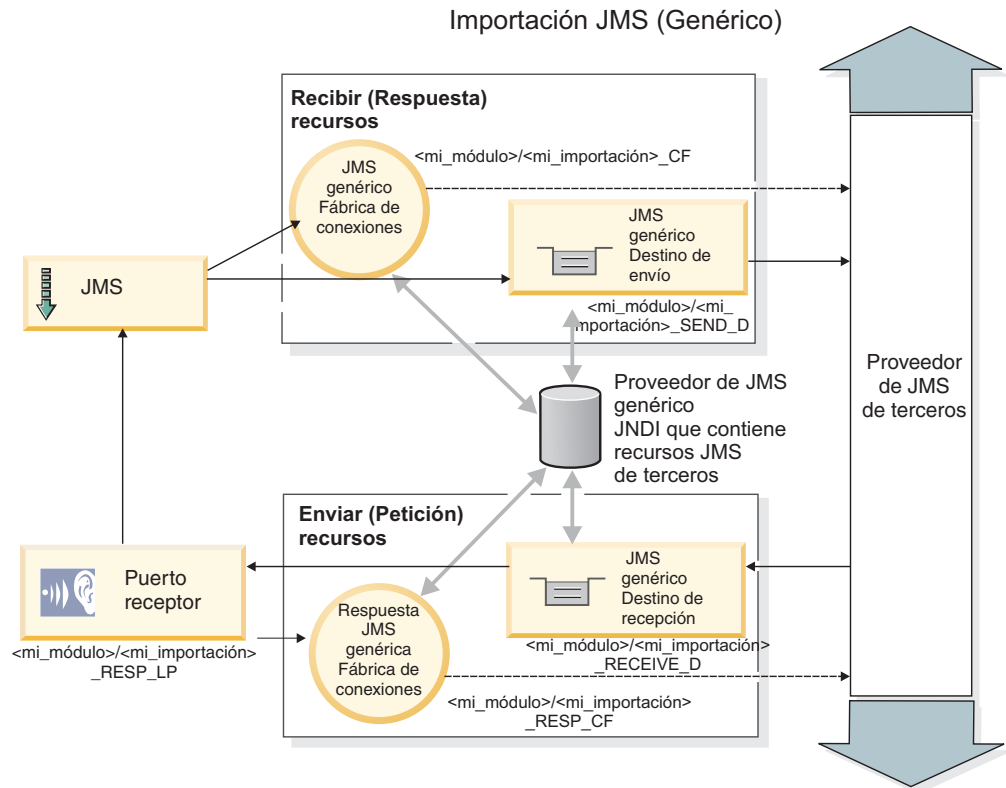 Importación JMS (Genérico)
Recibir (Respuesta)
recursos
JMS
genérico
Fábrica de
conexiones
<mi_módulo>/<mi_importación>_CF
JMS
genérico
Destino de
envío
<mi_módulo>/<mi_
importación>_SEND_D
JMS
Proveedor de JMS
genérico
JNDI que contiene
recursos JMS
de terceros
Proveedor
de JMS
de terceros
Enviar (Petición)
recursos
Puerto
receptor
<mi_módulo>/<mi_importación>
_RESP_LP
Respuesta
JMS
genérica
Fábrica de
conexiones
JMS
genérico
Destino de
recepción
<mi_módulo>/<mi_importación>
_RECEIVE_D
<mi_módulo>/<mi_importación>
_RESP_CF